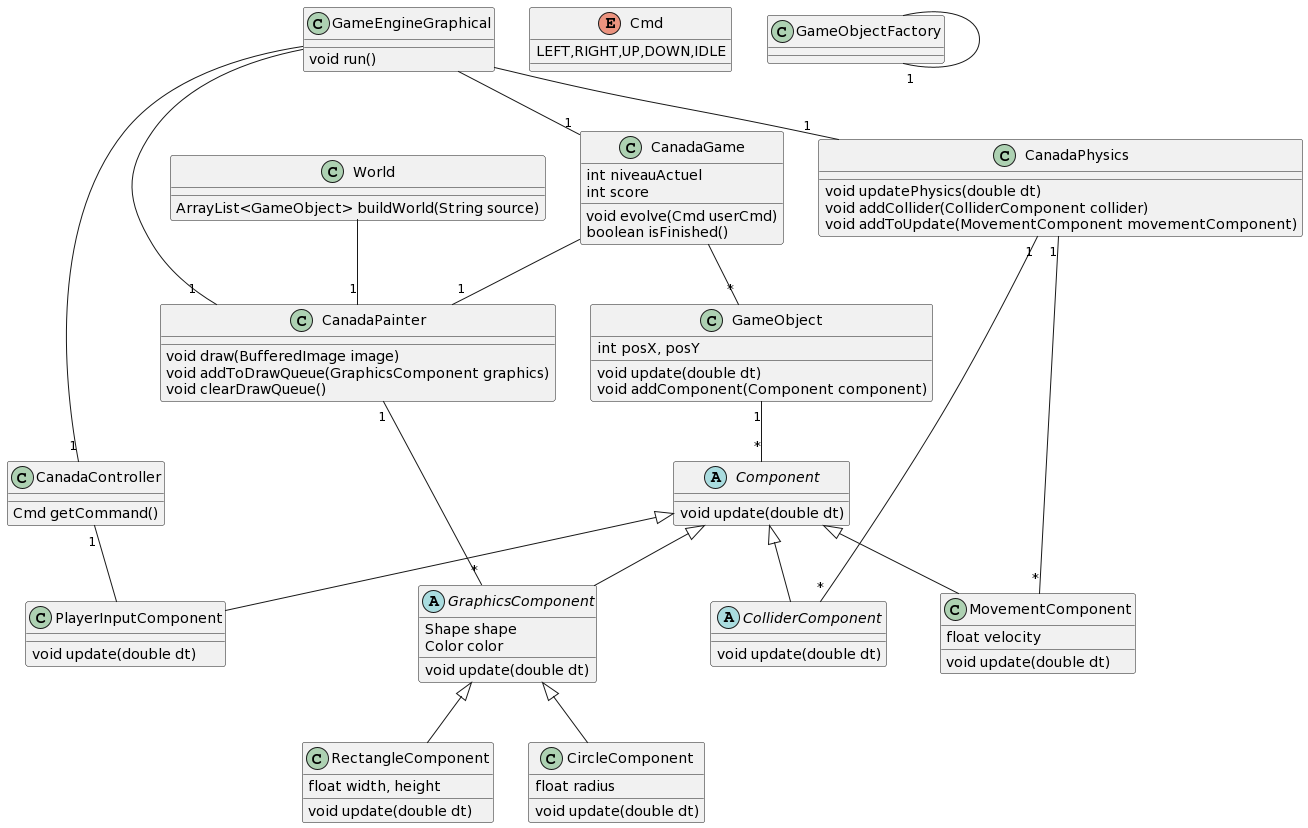 C GameEngineGraphical
void run()
E Cmd
LEFT,RIGHT,UP,DOWN,IDLE
C GameObjectFactory
1
1
1
C CanadaGame
int niveauActuel
int score
void evolve(Cmd userCmd)
boolean isFinished()
C CanadaPhysics
void updatePhysics(double dt)
void addCollider(ColliderComponent collider)
void addToUpdate(MovementComponent movementComponent)
C World
ArrayList<GameObject> buildWorld(String source)
1
1
1
1
1
*
C CanadaPainter
void draw(BufferedImage image)
void addToDrawQueue(GraphicsComponent graphics)
void clearDrawQueue()
C GameObject
int posX, posY
void update(double dt)
void addComponent(Component component)
1
1
1
*
C CanadaController
Cmd getCommand()
A Component
void update(double dt)
1
*
*
*
C PlayerInputComponent
void update(double dt)
A GraphicsComponent
Shape shape
Color color
void update(double dt)
A ColliderComponent
void update(double dt)
C MovementComponent
float velocity
void update(double dt)
C RectangleComponent
float width, height
void update(double dt)
C CircleComponent
float radius
void update(double dt)